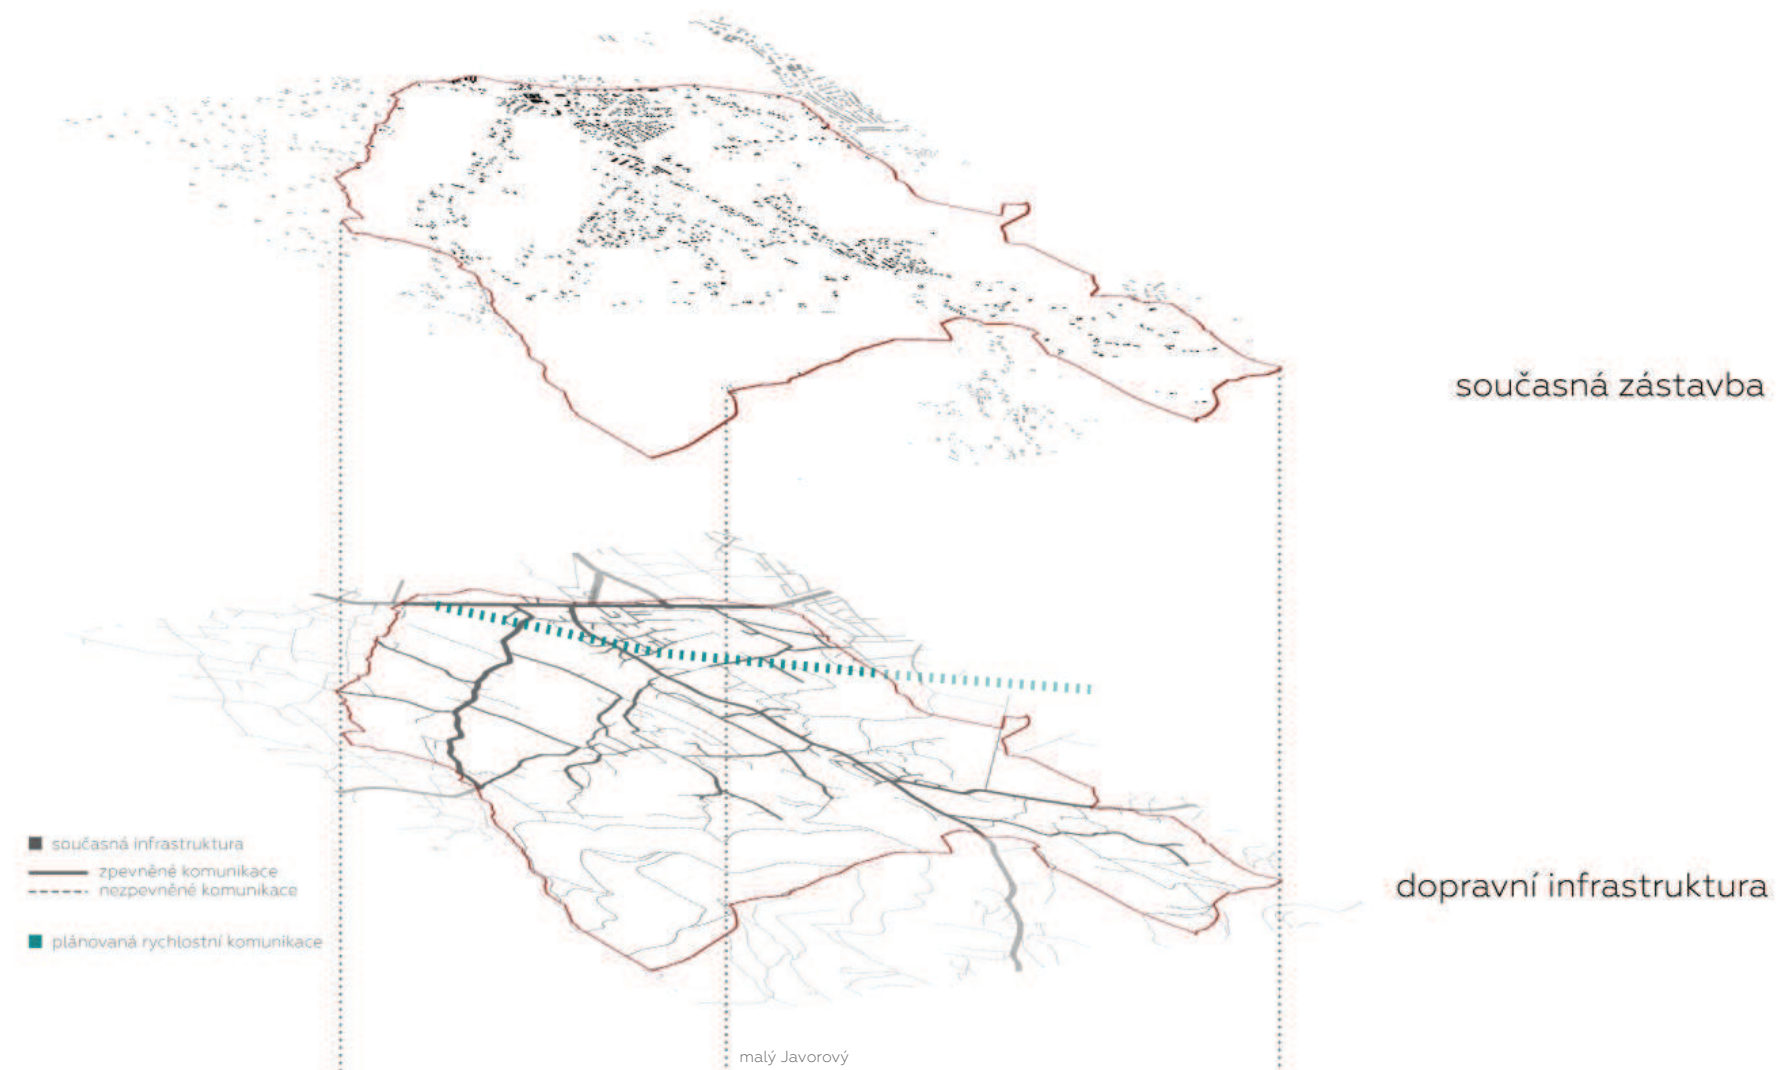 současná zástavba
současná infrastruktura
zpevněné komunikace
nezpevněné komunikace
plánovaná rychlostní komunikace
dopravní infrastruktura
malý Javorový